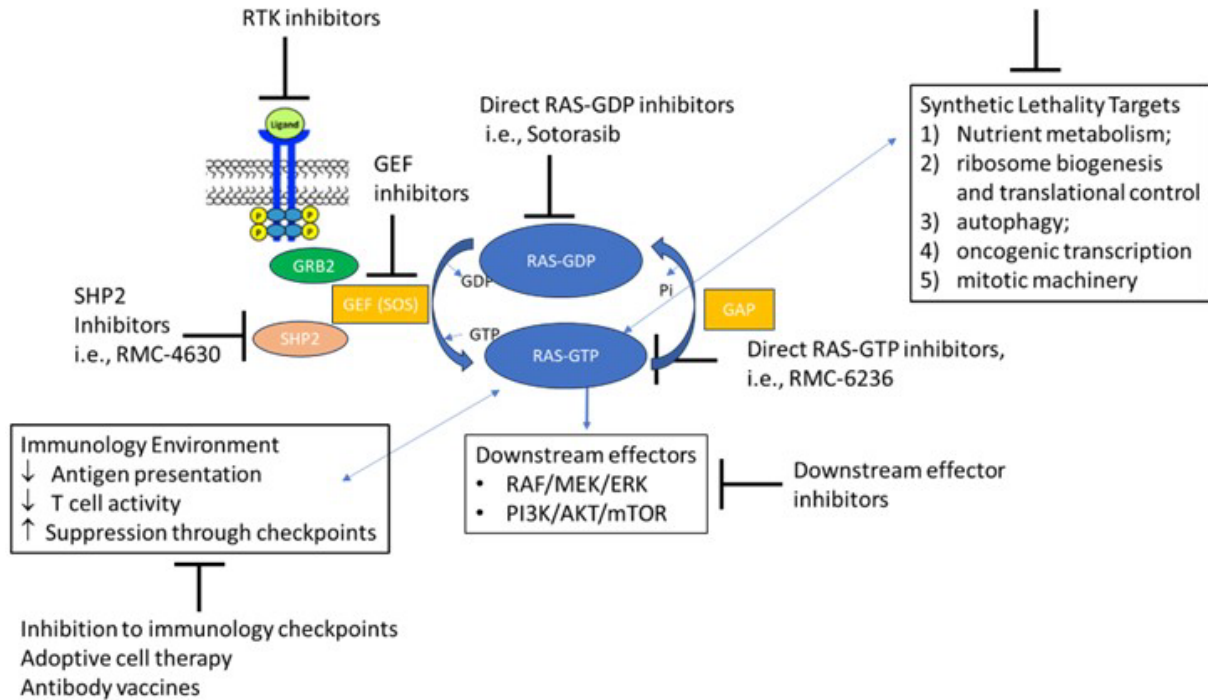 RTK inhibitors
Ligand
P
P
P
P
GRB2
SHP2
Inhibitors
i.e., RMC-4630
SHP2
GEF
inhibitors
GEF (SOS)
Direct RAS-GDP inhibitors
i.e., Sotorasib
RAS-GDP
GDP
Pi
GTP
GAP
RAS-GTP
Direct RAS-GTP inhibitors,
i.e., RMC-6236
Synthetic Lethality Targets
1) Nutrient metabolism;
2) ribosome biogenesis
and translational control
3) autophagy;
4) oncogenic transcription
5) mitotic machinery
Immunology Environment
↓ Antigen presentation
↓ T cell activity
↑ Suppression through checkpoints
Downstream effectors
• RAF/MEK/ERK
• PI3K/AKT/mTOR
Downstream effector
inhibitors
Inhibition to immunology checkpoints
Adoptive cell therapy
Antibody vaccines